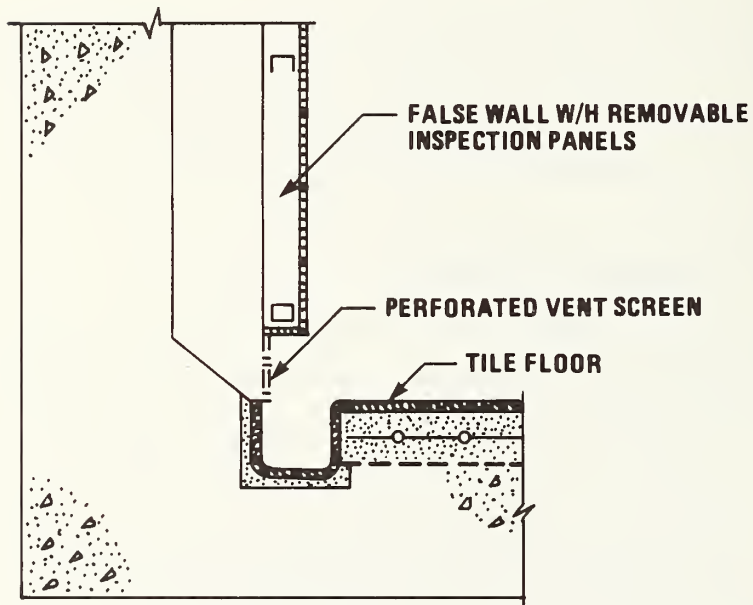 FALSE WALL W/H REMOVABLE
INSPECTION PANELS
PERFORATED VENT SCREEN
TILE FLOOR